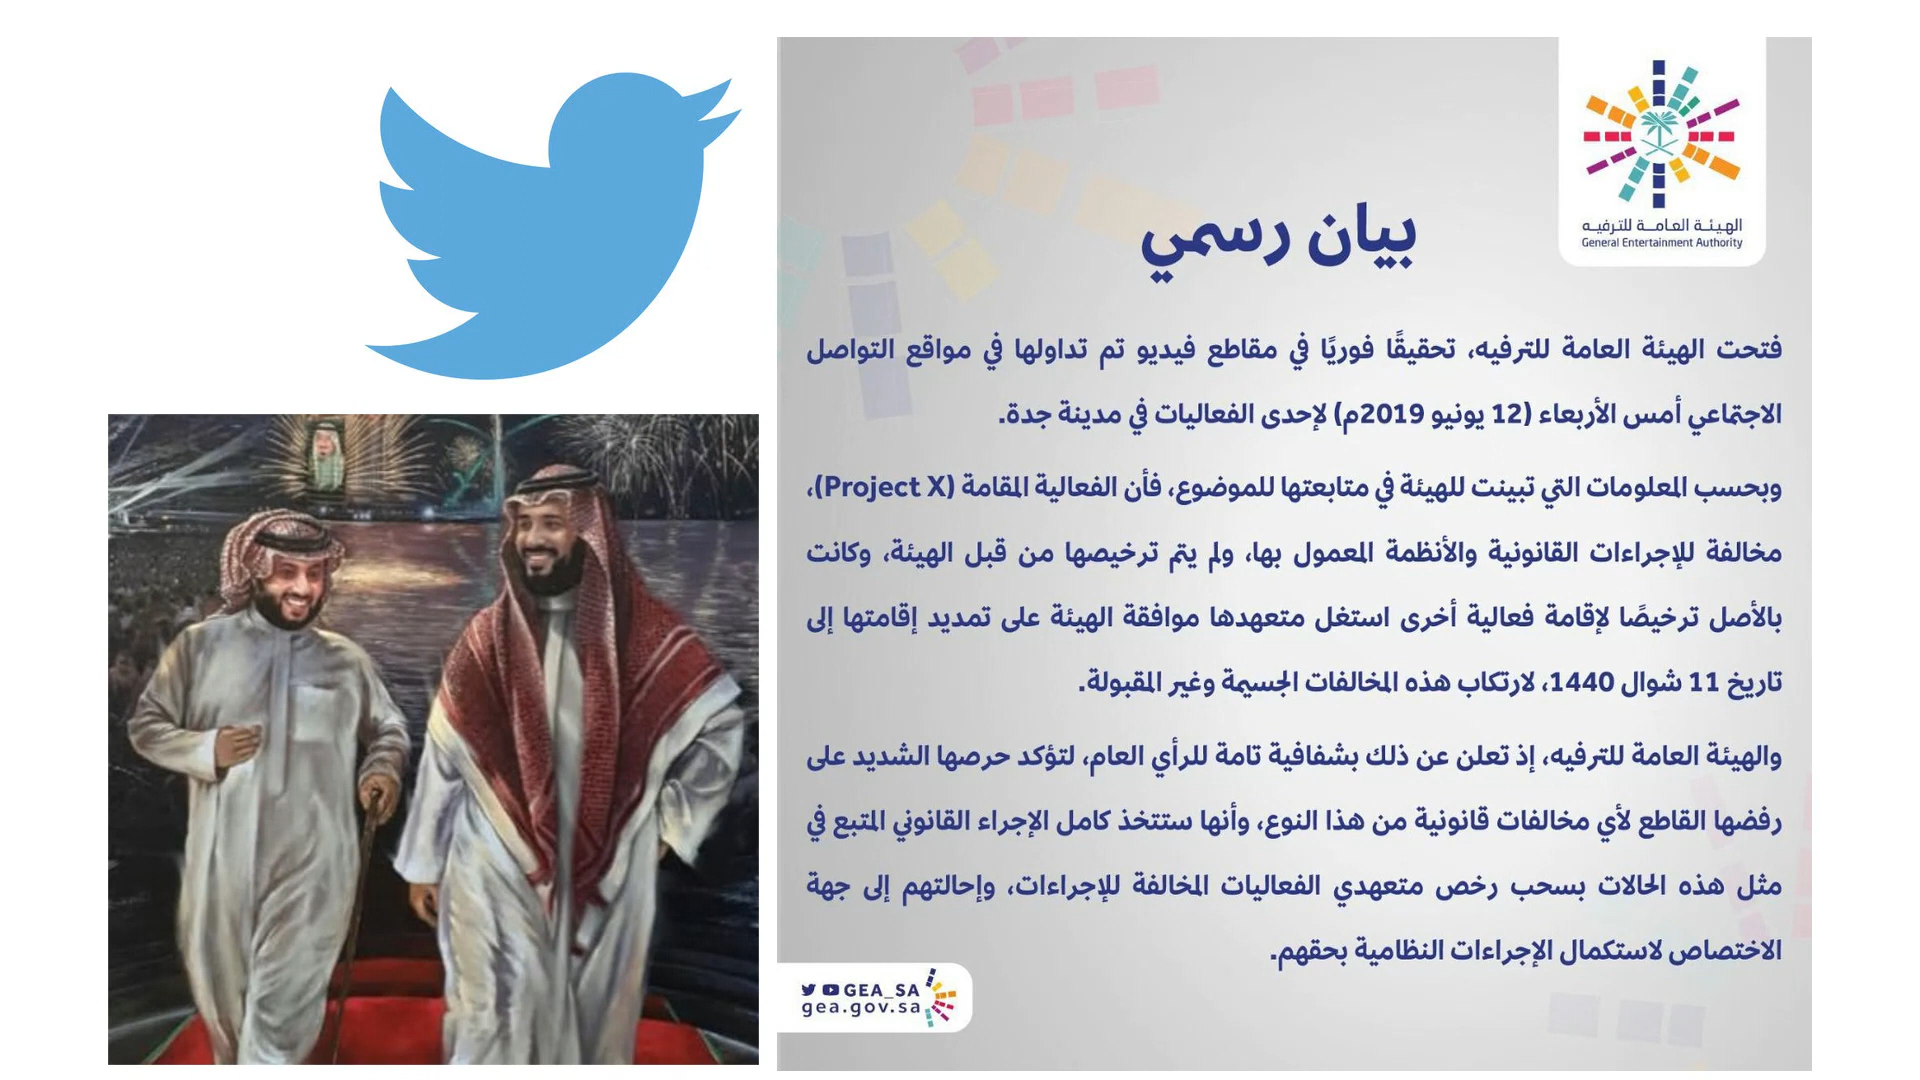 الهيئة العامة للترفيه
General Entertainment Authority
بيان رسمي
فتحت الهيئة العامة للترفيه، تحقيقًا فوريًا في مقاطع فيديو تم تداولها في مواقع التواصل
الاجتماعي أمس الأربعاء (12 يونيو 2019م) لإحدى الفعاليات في مدينة جدة.
وبحسب المعلومات التي تبينت للهيئة في متابعتها للموضوع، فأن الفعالية المقامة (Project X)،
مخالفة للإجراءات القانونية والأنظمة المعمول بها، ولم يتم ترخيصها من قبل الهيئة، وكانت
بالأصل ترخيصًا لإقامة فعالية أخرى استغل متعهدها موافقة الهيئة على تمديد إقامتها إلى
تاريخ 11 شوال 1440، لارتكاب هذه المخالفات الجسيمة وغير المقبولة.
والهيئة العامة للترفيه، إذ تعلن عن ذلك بشفافية تامة للرأي العام، لتؤكد حرصها الشديد على
رفضها القاطع لأي مخالفات قانونية من هذا النوع، وأنها ستتخذ كامل الإجراء القانوني المتبع في
مثل هذه الحالات بسحب رخص متعهدي الفعاليات المخالفة للإجراءات، وإحالتهم إلى جهة
الاختصاص لاستكمال الإجراءات النظامية بحقهم.
GEA_SA
gea.gov.sa